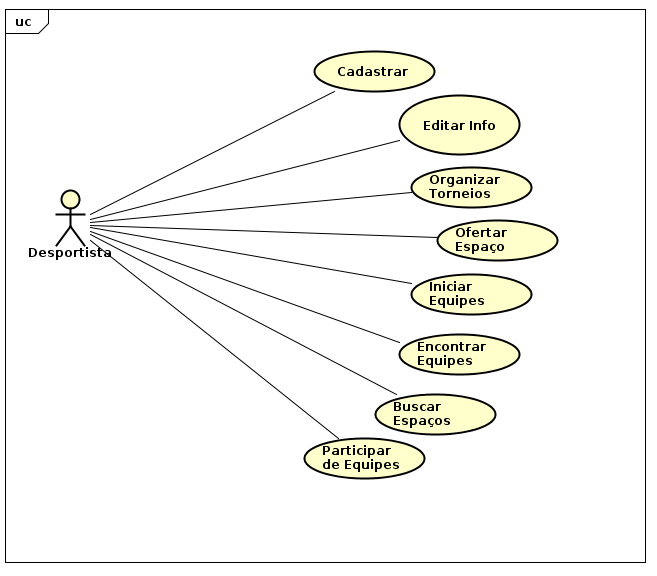 uc
Cadastrar
Editar Info
Organizar
Torneios
Desportista
Ofertar
Espaço
Iniciar
Equipes
Encontrar
Equipes
Buscar
Espaços
Participar
de Equipes